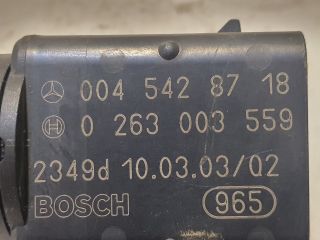 004 542 87 18
0 263 003 559
2349d 10.03.03/Q2
BOSCH 965